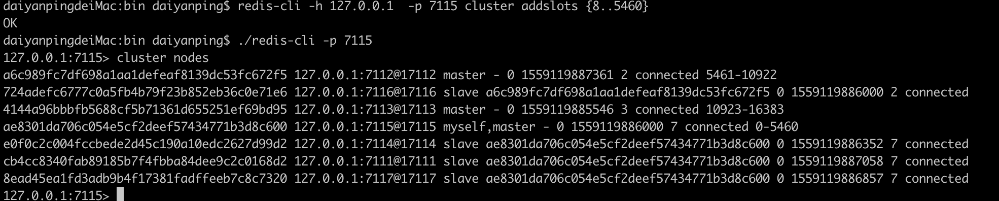 daiyanpingdeiMac:bin daiyanping$ redis-cli -h 127.0.0.1  -p 7115 cluster addslots {8..5460}
OK
daiyanpingdeiMac:bin daiyanping$ ./redis-cli -p 7115
127.0.0.1:7115> cluster nodes
a6c989fc7df698a1aa1defeaf8139dc53fc672f5 127.0.0.1:7112@17112 master - 0 1559119887361 2 connected 5461-10922
724adefc6777c0a5fb4b79f23b852eb36c0e71e6 127.0.0.1:7116@17116 slave a6c989fc7df698a1aa1defeaf8139dc53fc672f5 0 1559119886000 2 connected
4144a96bbbfb5688cf5b71361d655251ef69bd95 127.0.0.1:7113@17113 master - 0 1559119885546 3 connected 10923-16383
ae8301da706c054e5cf2deef57434771b3d8c600 127.0.0.1:7115@17115 myself,master - 0 1559119886000 7 connected 0-5460
e0f0c2c004fccbede2d45c190a10edc2627d99d2 127.0.0.1:7114@17114 slave ae8301da706c054e5cf2deef57434771b3d8c600 0 1559119886352 7 connected
cb4cc8340fab89185b7f4fbba84dee9c2c0168d2 127.0.0.1:7111@17111 slave ae8301da706c054e5cf2deef57434771b3d8c600 0 1559119887058 7 connected
8ead45ea1fd3adb9b4f17381fadffeeb7c8c7320 127.0.0.1:7117@17117 slave ae8301da706c054e5cf2deef57434771b3d8c600 0 1559119886857 7 connected
127.0.0.1:7115>